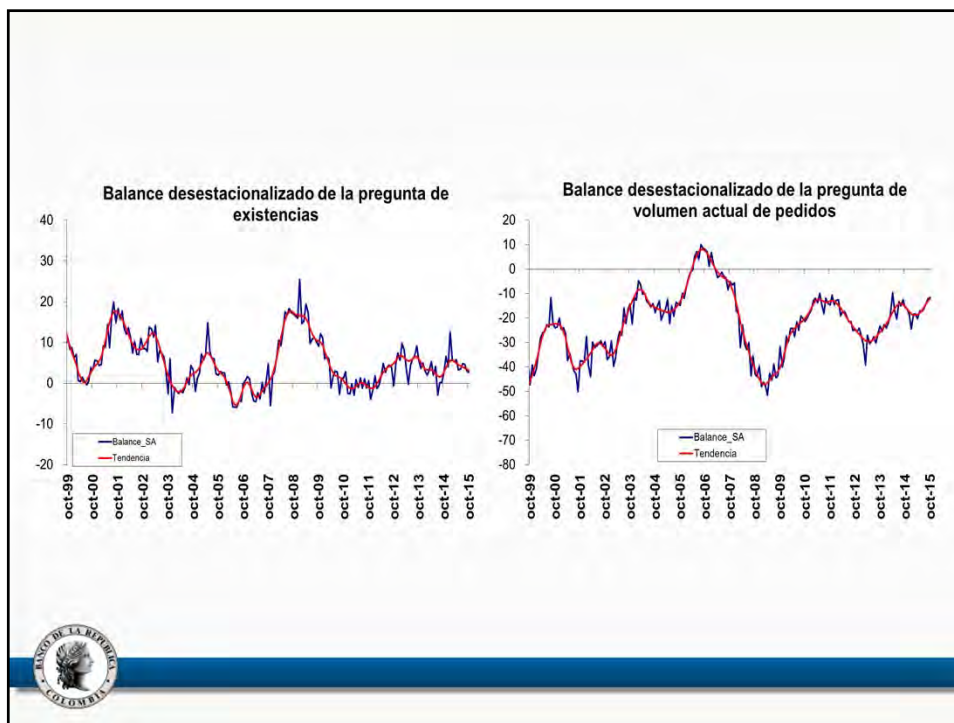 Balance desestacionalizado de la pregunta de
existencias
40
30
20
10
0
-10
-20
Balance_SA
Tendencia
oct-99
oct-00
oct-01
oct-02
oct-03
oct-04
oct-05
oct-06
oct-07
oct-08
oct-09
oct-10
oct-11
oct-12
oct-13
oct-14
oct-15
Balance desestacionalizado de la pregunta de
volumen actual de pedidos
20
10
0
-10
-20
-30
-40
-50
-60
-70
-80
Balance_SA
Tendencia
oct-99
oct-00
oct-01
oct-02
oct-03
oct-04
oct-05
oct-06
oct-07
oct-08
oct-09
oct-10
oct-11
oct-12
oct-13
oct-14
oct-15
BANCO DE LA REPUBLICA
COLOMBIA